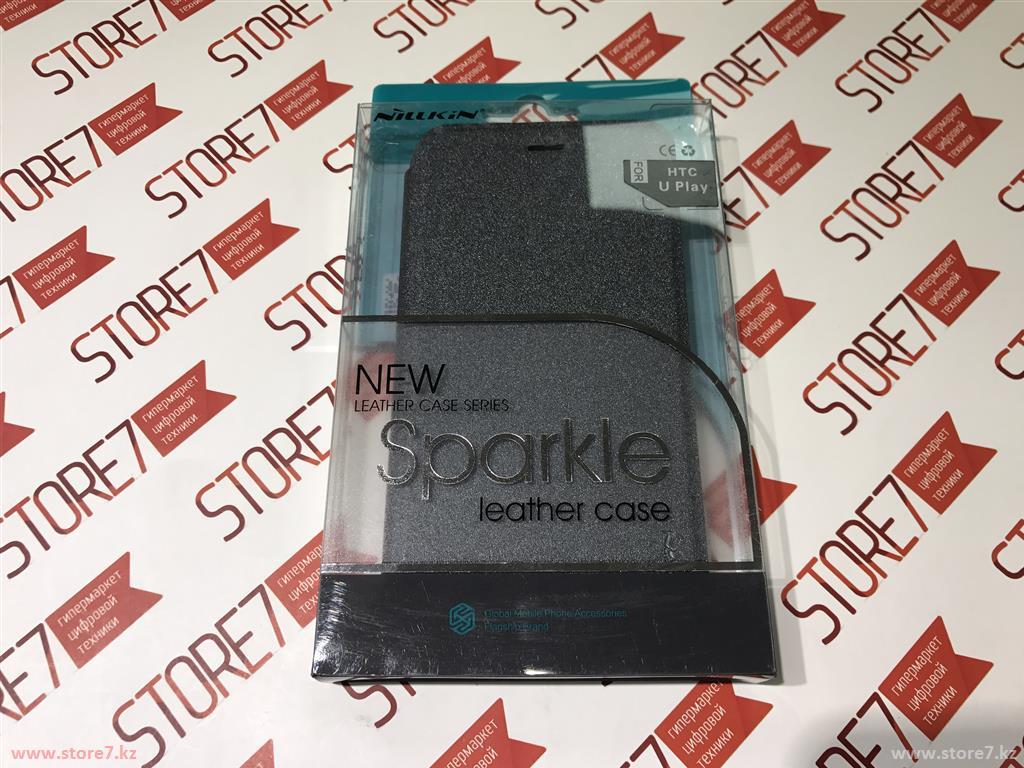 NILLKIN
CE
FOR
HTC
U Play
NEW
LEATHER CASE SERIES
Sparkle
leather case
Global Mobile Phone Accessories
Flagship Brand
STORE7
гипермаркет
цифровой
техники
www.store7.kz
www.store7.kz